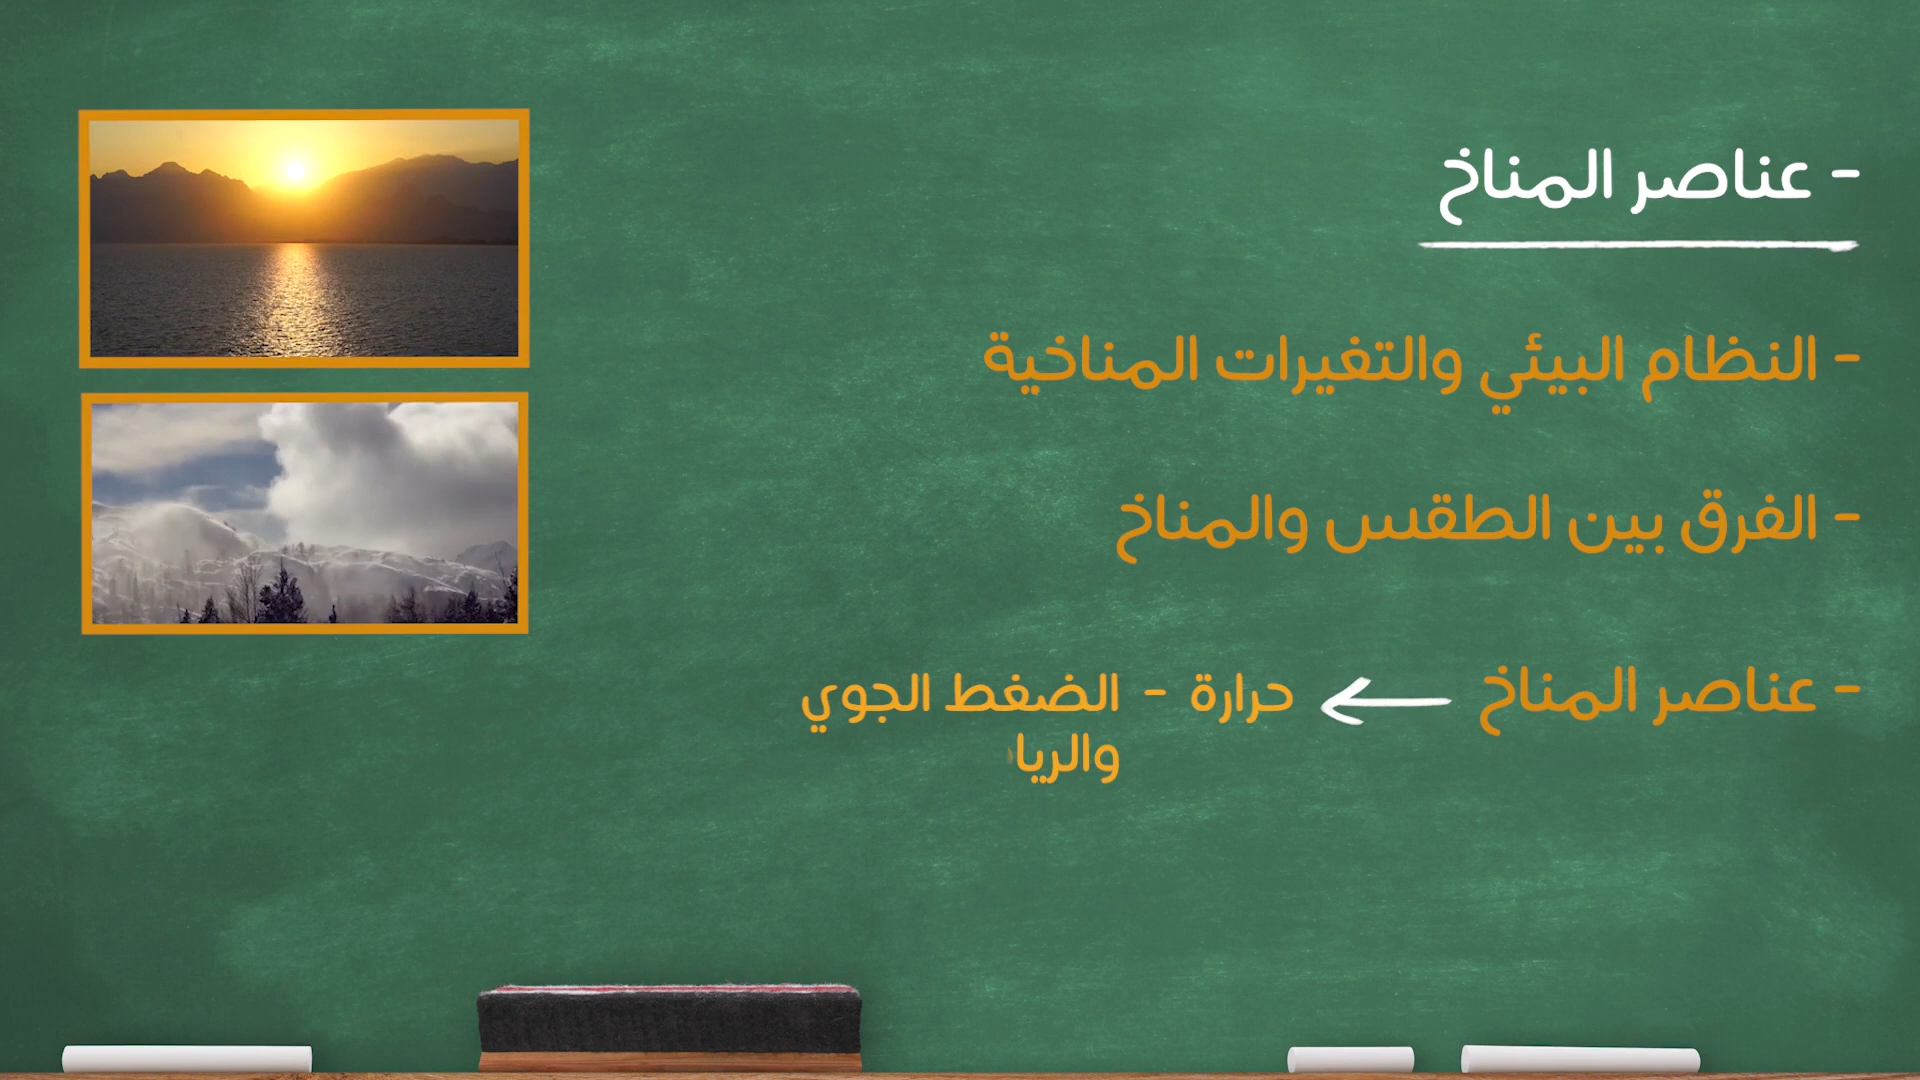 - عناصر المناخ
- النظام البيئي والتغيرات المناخية
- الفرق بين الطقس والمناخ
- عناصر المناخ ← حرارة - الضغط الجوي
والريا